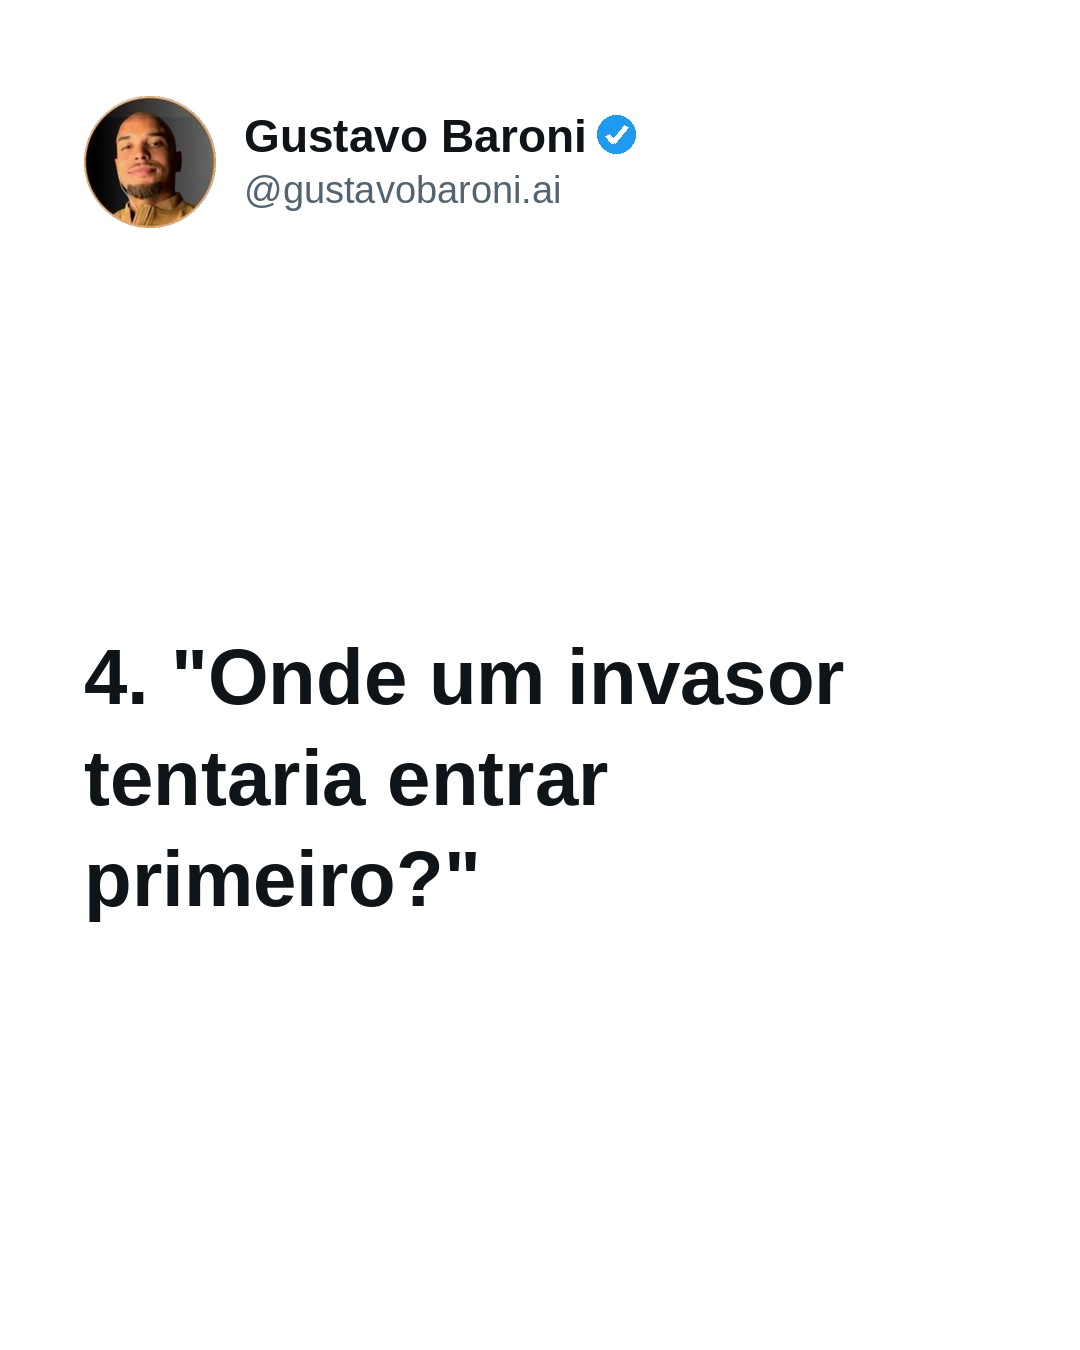 Gustavo Baroni
@gustavobaroni.ai
4. "Onde um invasor
tentaria entrar
primeiro?"